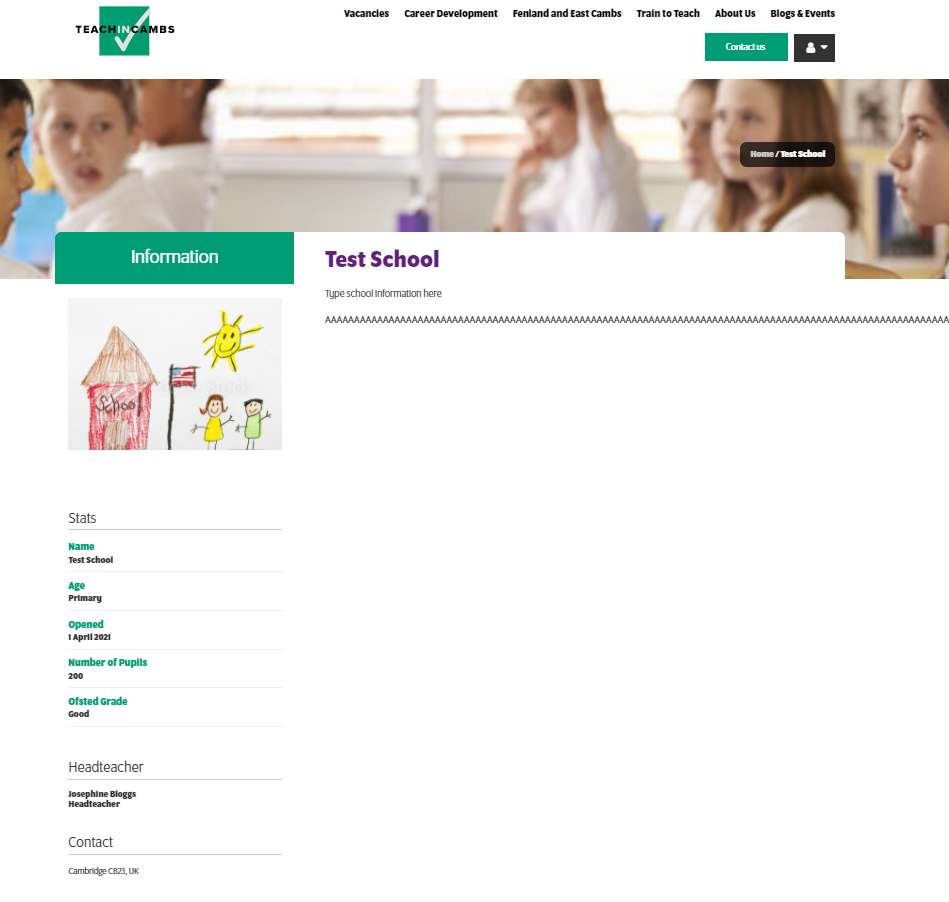 TEACHINCAMBS
Vacancies Career Development Fenland and East Cambs Train to Teach About Us Blogs & Events
Contact us
Home / Test School
Information
Test School
Type school information here
School
Stats
Name
Test School
Age
Primary
Opened
1 April 2021
Number of Pupils
200
Ofsted Grade
Good
Headteacher
Josephine Bloggs
Headteacher
Contact
Cambridge CB23, UK